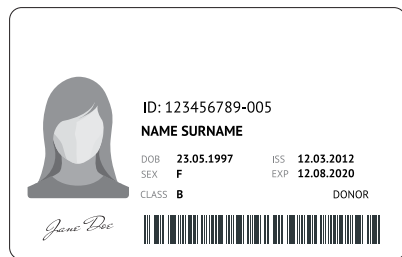 ID: 123456789-005
NAME SURNAME
DOB 23.05.1997 ISS 12.03.2012
SEX F EXP 12.08.2020
CLASS B DONOR
Jane Doe